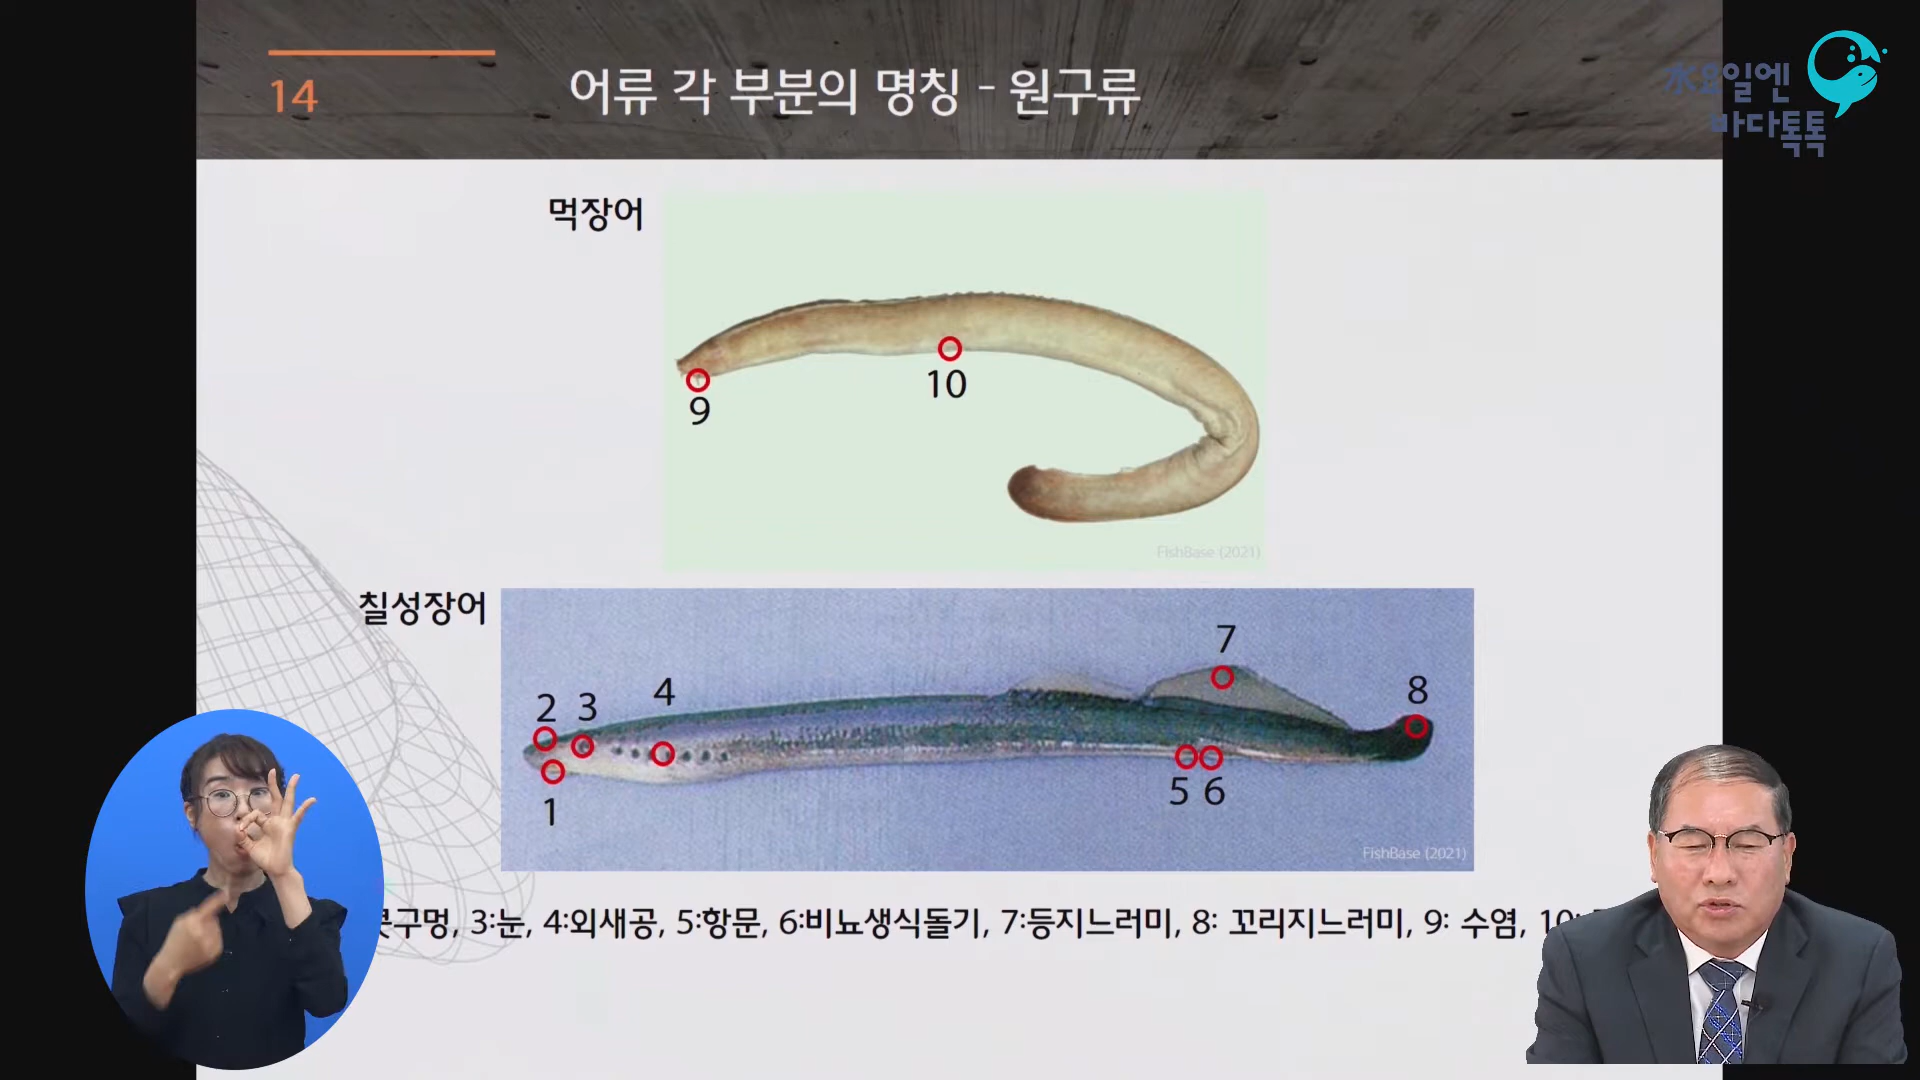 14
어류 각 부분의 명칭 - 원구류
水요일엔
바다톡톡
먹장어
9
10
FishBase (2021)
칠성장어
1
2
3
4
5
6
7
8
FishBase (2021)
콧구멍, 3:눈, 4:외새공, 5:항문, 6:비뇨생식돌기, 7:등지느러미, 8: 꼬리지느러미, 9: 수염, 10: